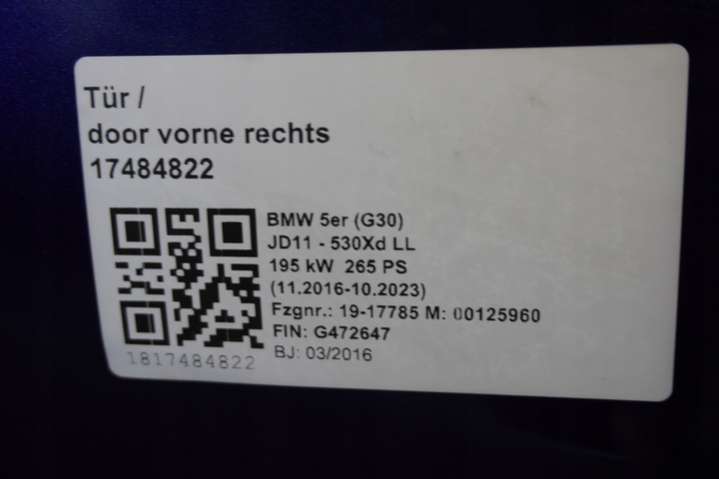 Tür /
door vorne rechts
17484822
BMW 5er (G30)
JD11 - 530Xd LL
195 kW 265 PS
(11.2016-10.2023)
Fzgnr.: 19-17785 M: 00125960
FIN: G472647
BJ: 03/2016
1817484822